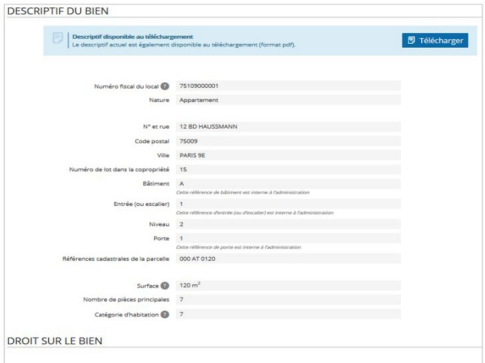 DESCRIPTIF DU BIEN
Descriptif disponible au téléchargement
Le descriptif actuel est également disponible au téléchargement (format pdf).
Télécharger
Numéro fiscal du local ? 75109000001
Nature Appartement
N° et rue 12 BD HAUSSMANN
Code postal 75009
Ville PARIS 9E
Numéro de lot dans la copropriété 15
Bâtiment A
Cette référence de bâtiment est interne à l'administration
Entrée (ou escalier) 1
Cette référence d'entrée (ou d'escalier) est interne à l'administration
Niveau 2
Porte 1
Cette référence de porte est interne à l'administration
Références cadastrales de la parcelle 000 AT 0120
Surface ? 120 m²
Nombre de pièces principales 7
Catégorie d'habitation ? 7
DROIT SUR LE BIEN